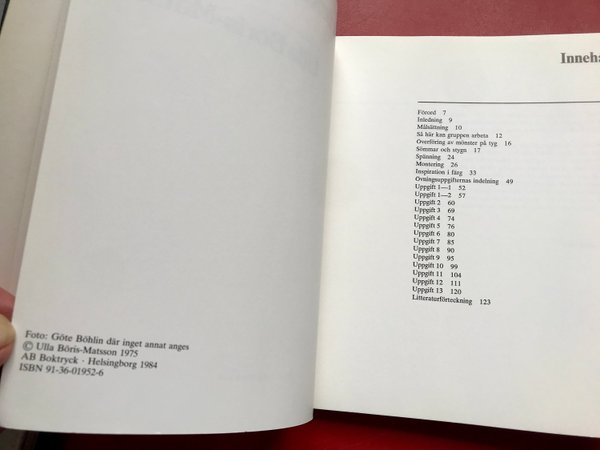 Foto: Göte Böhlin där inget annat anges
© Ulla Böris-Matsson 1975
AB Boktryck · Helsingborg 1984
ISBN 91-36-01952-6
Inneha
Förord 7
Inledning 9
Målsättning 10
Så här kan gruppen arbeta 12
Överföring av mönster på tyg 16
Sömmar och stygn 17
Spänning 24
Montering 26
Inspiration i färg 33
Övningsuppgifternas indelning 49
Uppgift 1—1 52
Uppgift 1—2 57
Uppgift 2 60
Uppgift 3 69
Uppgift 4 74
Uppgift 5 76
Uppgift 6 80
Uppgift 7 85
Uppgift 8 90
Uppgift 9 95
Uppgift 10 99
Uppgift 11 104
Uppgift 12 111
Uppgift 13 120
Litteraturförteckning 123